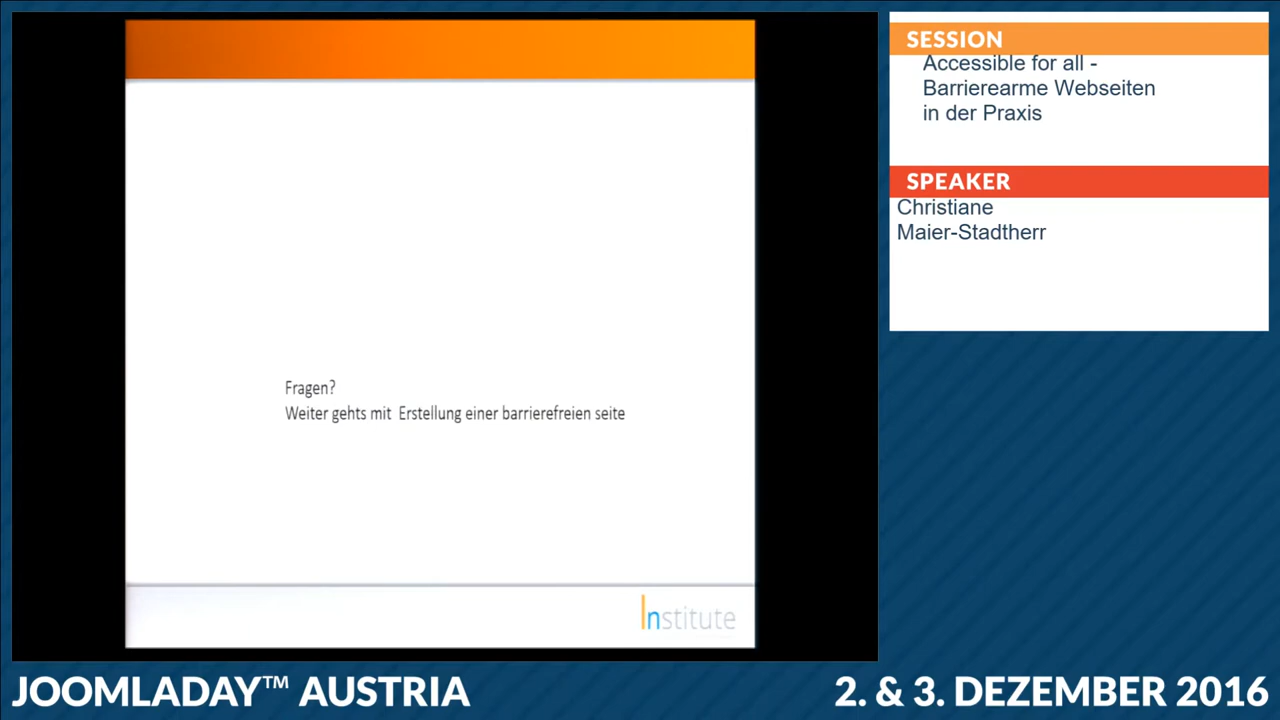 SESSION
Accessible for all -
Barrierearme Webseiten
in der Praxis
SPEAKER
Christiane
Maier-Stadtherr
Fragen?
Weiter gehts mit Erstellung einer barrierefreien seite
Institute
JOOMLADAY™ AUSTRIA
2. & 3. DEZEMBER 2016